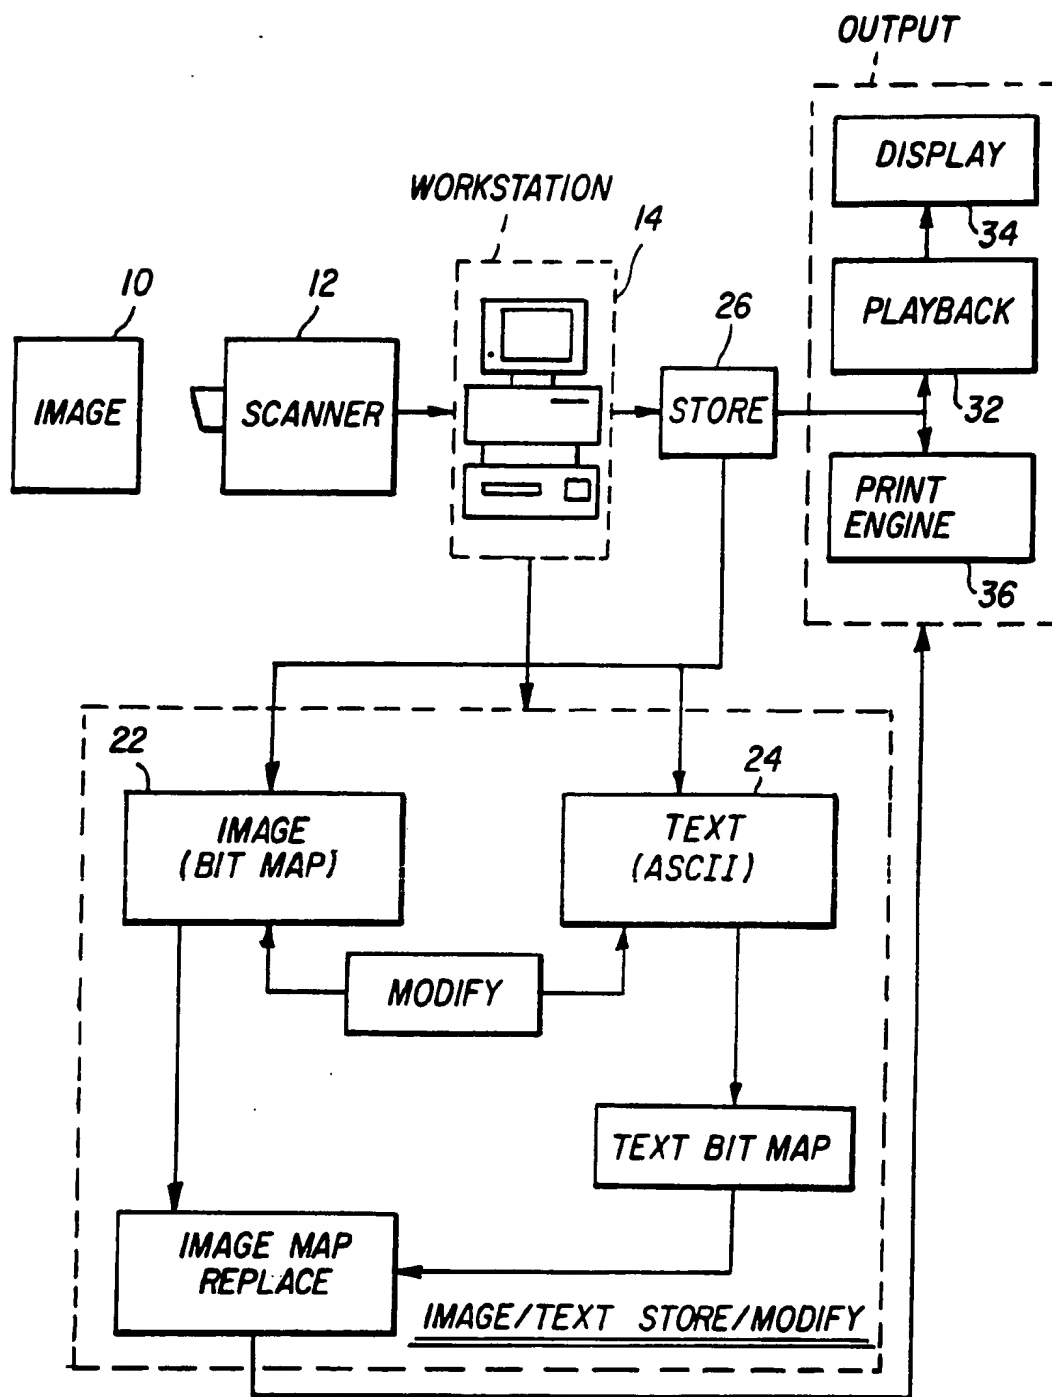 OUTPUT
DISPLAY
34
WORKSTATION
14
PLAYBACK
32
10
12
26
IMAGE
SCANNER
STORE
PRINT
ENGINE
36
22
24
IMAGE
(BIT MAP)
TEXT
(ASCII)
MODIFY
TEXT BIT MAP
IMAGE MAP
REPLACE
IMAGE/TEXT STORE/MODIFY